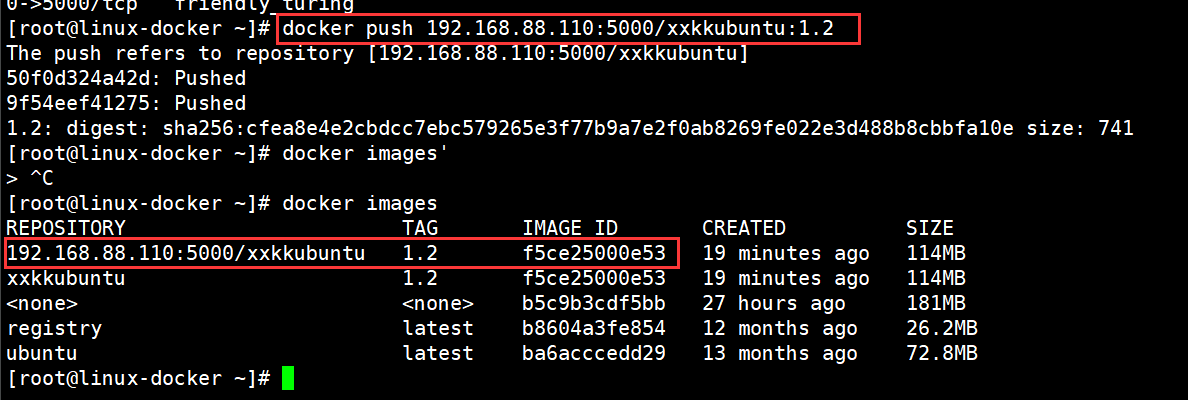 0->5000/tcp   friendly_turing
[root@linux-docker ~]# docker push 192.168.88.110:5000/xxkkubuntu:1.2
The push refers to repository [192.168.88.110:5000/xxkkubuntu]
50f0d324a42d: Pushed
9f54eef41275: Pushed
1.2: digest: sha256:cfea8e4e2cbdcc7ebc579265e3f77b9a7e2f0ab8269fe022e3d488b8cbbfa10e size: 741
[root@linux-docker ~]# docker images'
> ^C
[root@linux-docker ~]# docker images
REPOSITORY                       TAG       IMAGE ID       CREATED          SIZE
192.168.88.110:5000/xxkkubuntu   1.2       f5ce25000e53   19 minutes ago   114MB
xxkkubuntu                       1.2       f5ce25000e53   19 minutes ago   114MB
<none>                           <none>    b5c9b3cdf5bb   27 hours ago     181MB
registry                         latest    b8604a3fe854   12 months ago    26.2MB
ubuntu                           latest    ba6acccedd29   13 months ago    72.8MB
[root@linux-docker ~]#